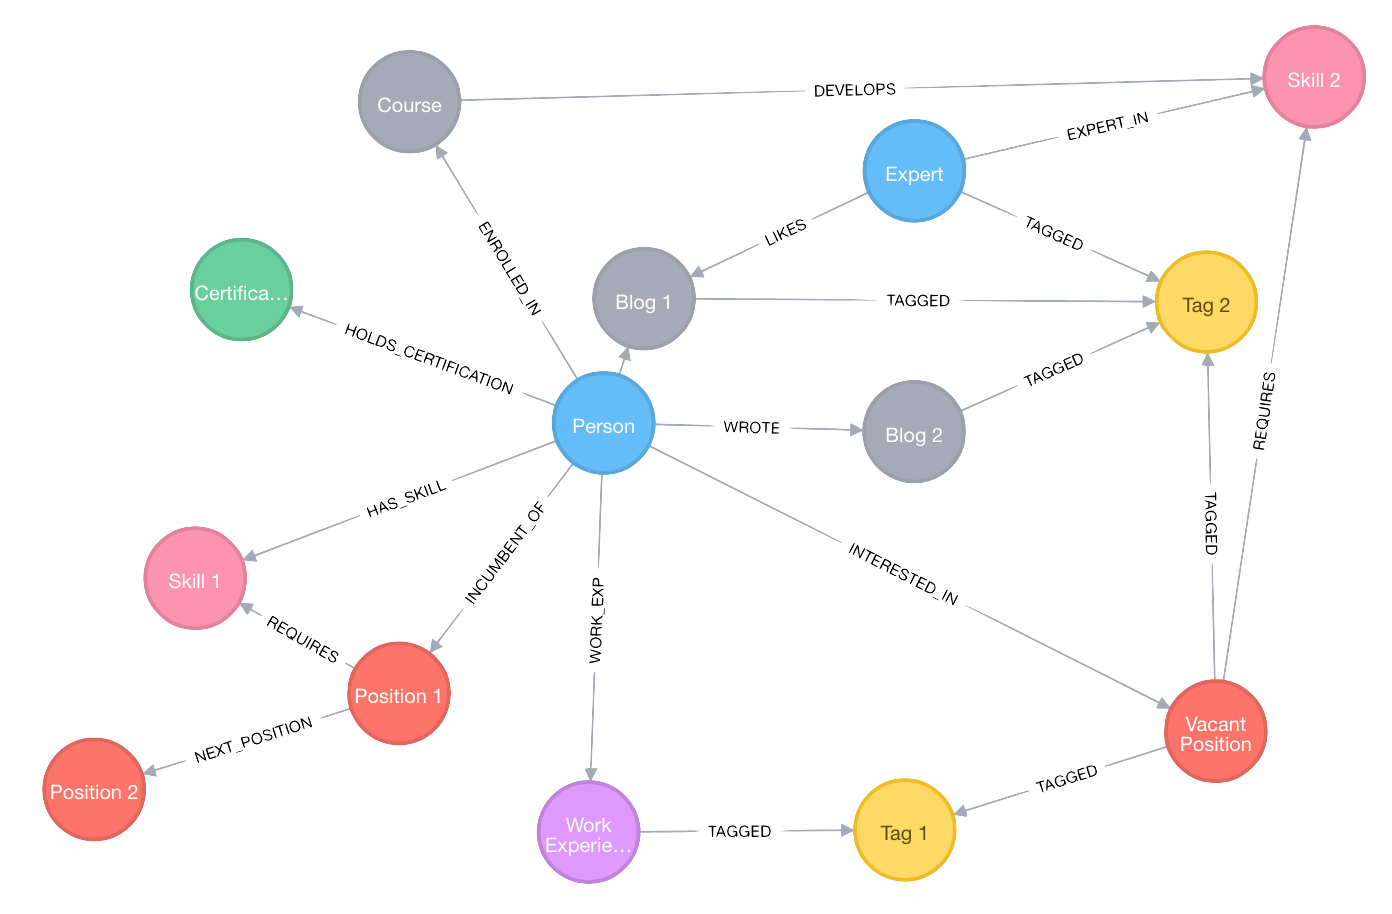 Skill 2
Course
DEVELOPS
EXPERT_IN
Expert
ENROLLED_IN
LIKES
TAGGED
Certifica…
Blog 1
TAGGED
Tag 2
HOLDS_CERTIFICATION
TAGGED
REQUIRES
Person
WROTE
Blog 2
HAS_SKILL
INCUMBENT_OF
TAGGED
INTERESTED_IN
Skill 1
WORK_EXP
REQUIRES
Position 1
Vacant
Position
NEXT_POSITION
Position 2
TAGGED
Work
Experie…
TAGGED
Tag 1